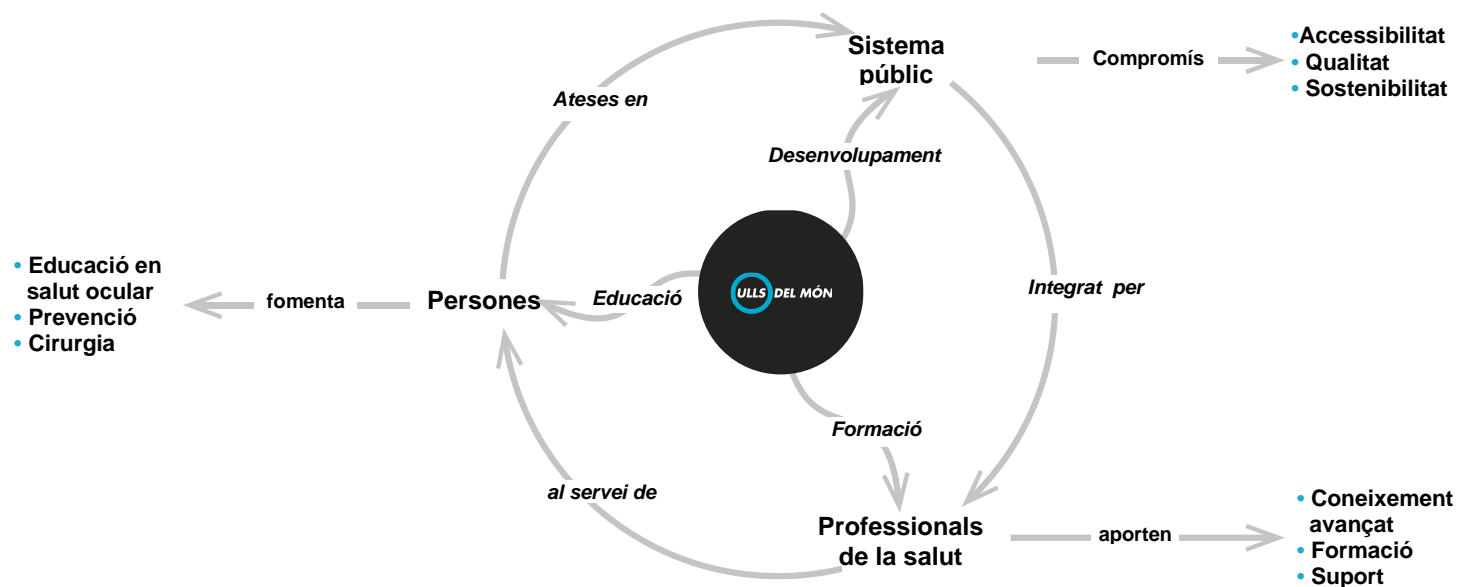 Sistema
públic
Compromís
•Accessibilitat
• Qualitat
• Sostenibilitat
Ateses en
Desenvolupament
• Educació en
salut ocular
• Prevenció
• Cirurgia
fomenta
Persones
Educació
ULLS DEL MÓN
Integrat per
Formació
al servei de
Professionals
de la salut
aporten
• Coneixement
avançat
• Formació
• Suport